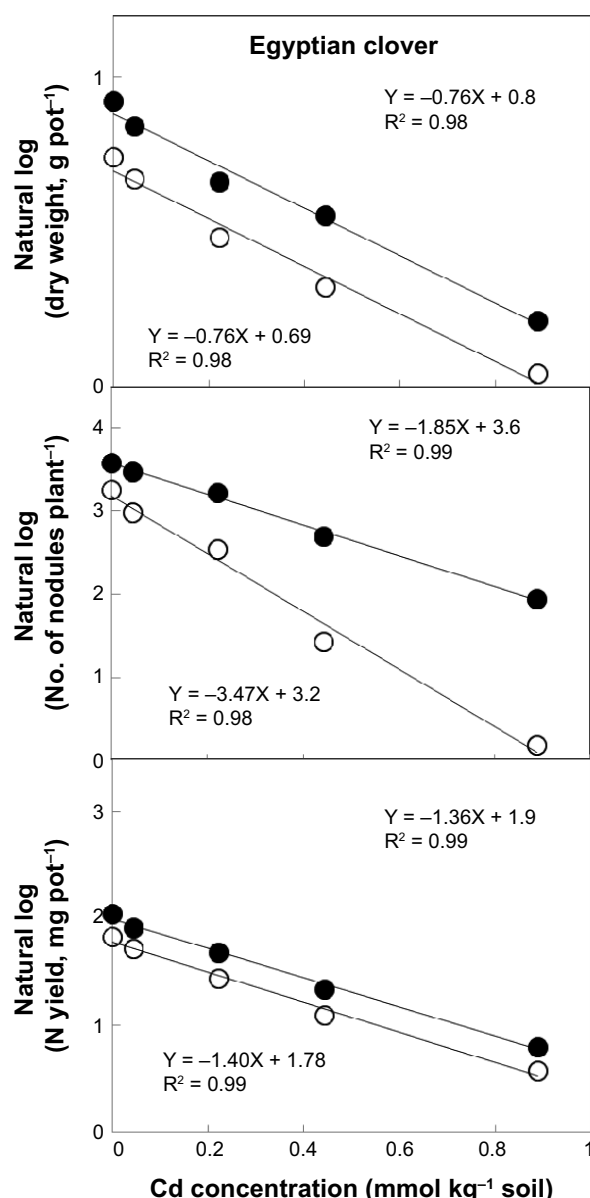 Egyptian clover
1
Y = –0.76X + 0.8
R² = 0.98
Natural log
(dry weight, g pot⁻¹)
Y = –0.76X + 0.69
R² = 0.98
0
4
Y = –1.85X + 3.6
R² = 0.99
3
Natural log
(No. of nodules plant⁻¹)
2
1
Y = –3.47X + 3.2
R² = 0.98
0
3
Y = –1.36X + 1.9
R² = 0.99
2
Natural log
(N yield, mg pot⁻¹)
1
Y = –1.40X + 1.78
R² = 0.99
0
0 0.2 0.4 0.6 0.8 1
Cd concentration (mmol kg⁻¹ soil)